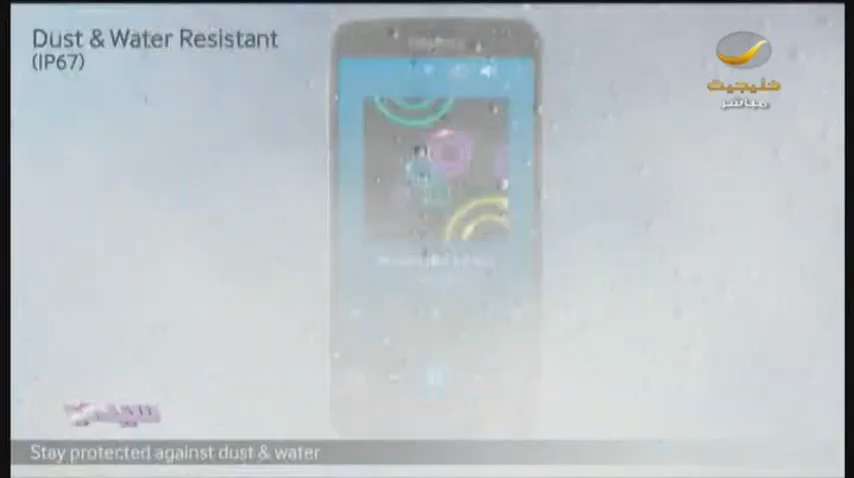 Dust & Water Resistant
(IP67)
خليجية
مباشر
Stay protected against dust & water